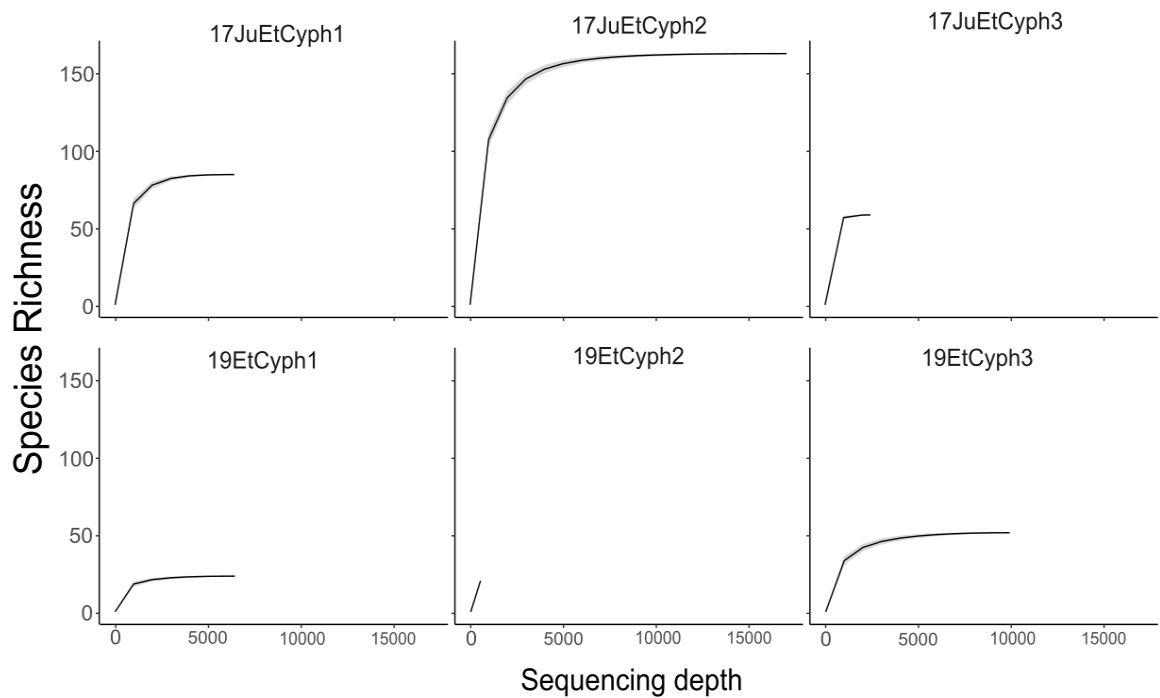 17JuEtCyph1
17JuEtCyph2
17JuEtCyph3
150
100
50
0
Species Richness
19EtCyph1
19EtCyph2
19EtCyph3
150
100
50
0
0 5000 10000 15000
0 5000 10000 15000
0 5000 10000 15000
Sequencing depth